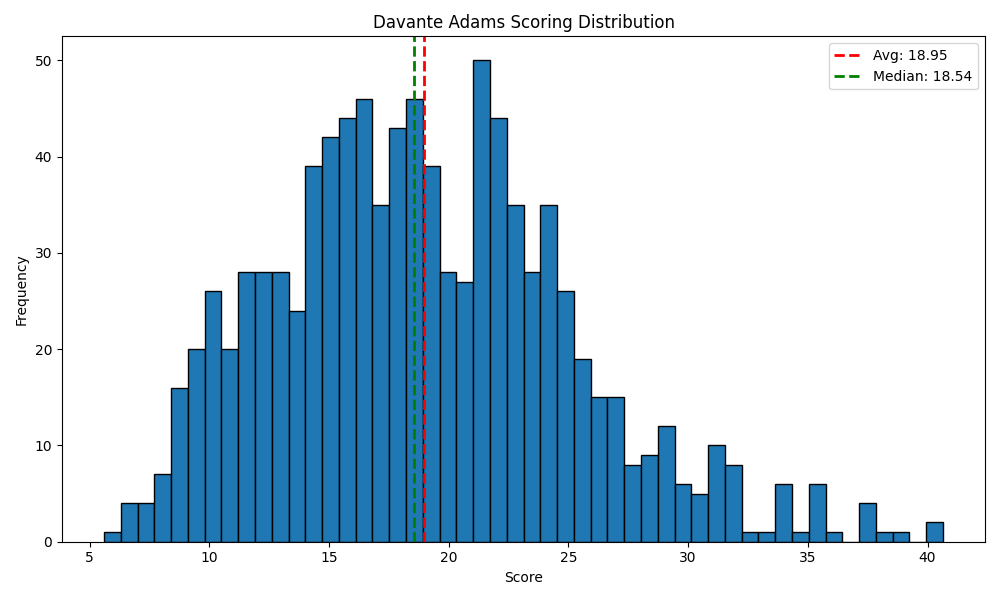 Davante Adams Scoring Distribution
Avg: 18.95
Median: 18.54
Frequency
50
40
30
20
10
0
5 10 15 20 25 30 35 40
Score